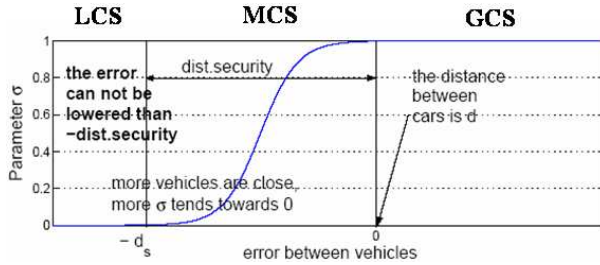 LCS MCS GCS
1
0.8
0.6
0.4
0.2
0
Parameter σ
the error
can not be
lowered than
−dist.security
dist.security
the distance
between
cars is d
more vehicles are close,
more σ tends towards 0
− ds
0
error between vehicles